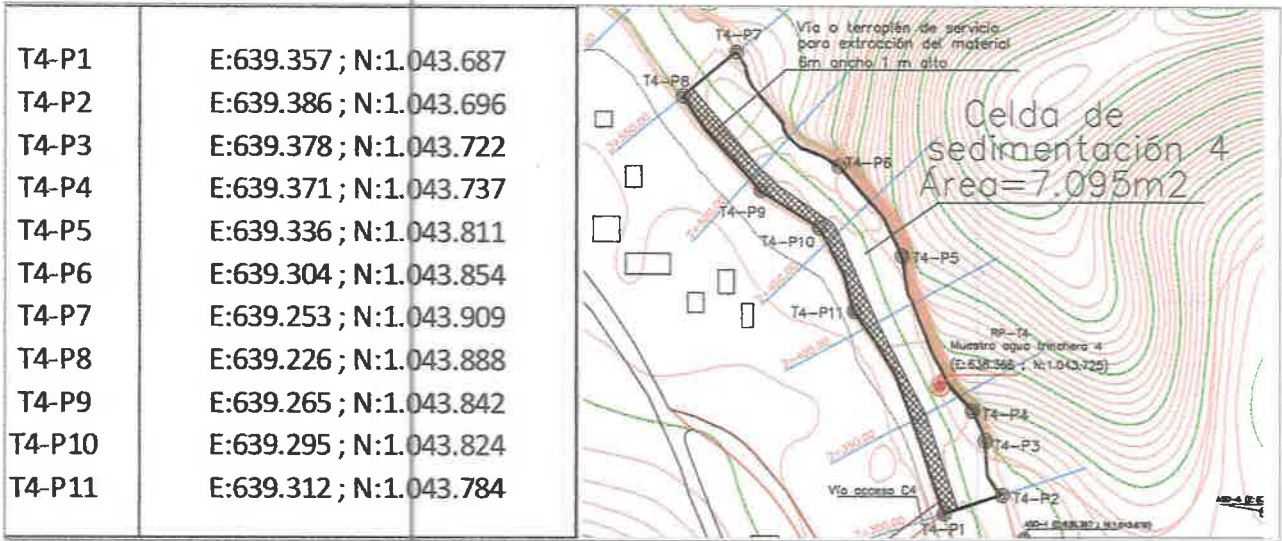 T4-P1 E:639.357 ; N:1.043.687
T4-P2 E:639.386 ; N:1.043.696
T4-P3 E:639.378 ; N:1.043.722
T4-P4 E:639.371 ; N:1.043.737
T4-P5 E:639.336 ; N:1.043.811
T4-P6 E:639.304 ; N:1.043.854
T4-P7 E:639.253 ; N:1.043.909
T4-P8 E:639.226 ; N:1.043.888
T4-P9 E:639.265 ; N:1.043.842
T4-P10 E:639.295 ; N:1.043.824
T4-P11 E:639.312 ; N:1.043.784
Vía o terraplén de servicio
para extracción del material
6m ancho 1 m alto
T4-P7
T4-P8
Celda de
sedimentación 4
Área=7.095m2
T4-P6
T4-P9
T4-P10
T4-P5
T4-P11
RP-T4
Muestro agua trinchera 4
N:1.043.725)
T4-P4
T4-P3
Vía acceso C4
T4-P2
T4-P1